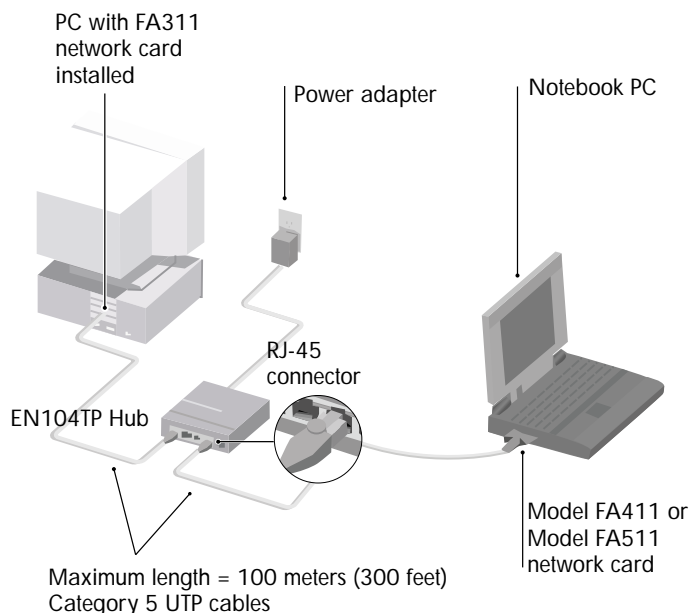 PC with FA311
network card
installed
Power adapter
Notebook PC
RJ-45
connector
EN104TP Hub
Model FA411 or
Model FA511
network card
Maximum length = 100 meters (300 feet)
Category 5 UTP cables